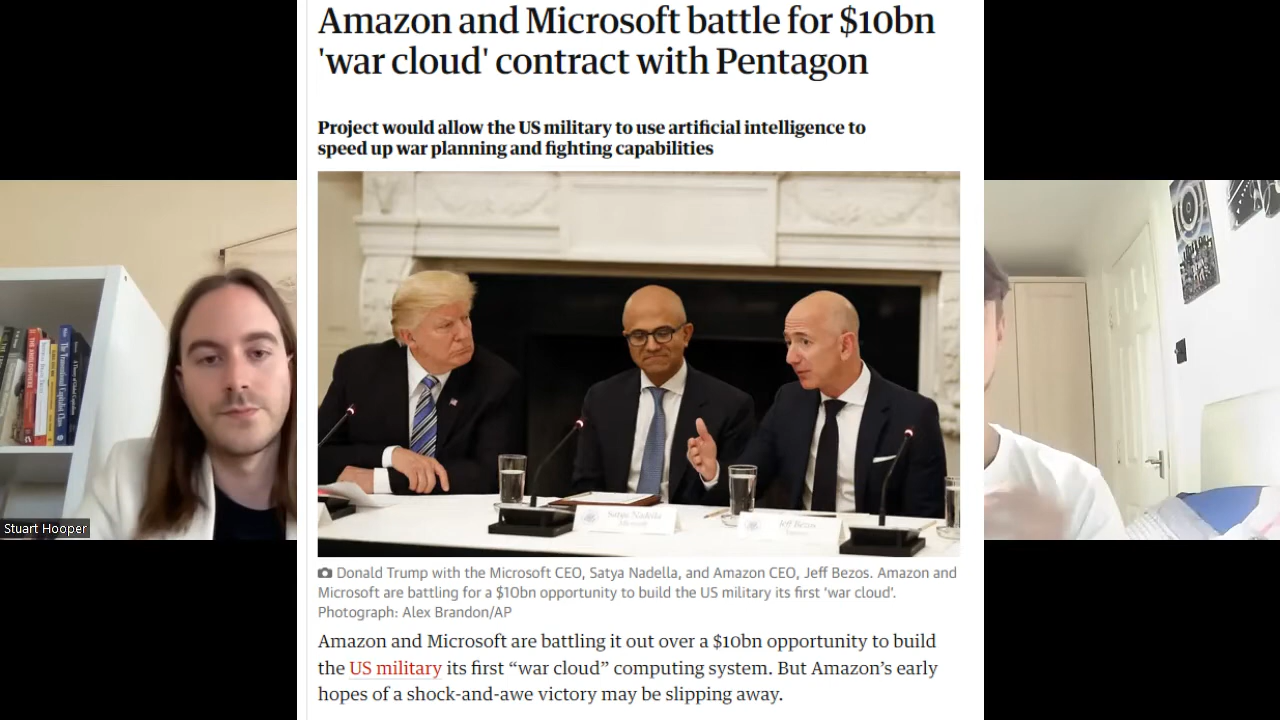 Amazon and Microsoft battle for $10bn
'war cloud' contract with Pentagon
Project would allow the US military to use artificial intelligence to
speed up war planning and fighting capabilities
Satya Nadella
Microsoft
Jeff Bezos
Donald Trump with the Microsoft CEO, Satya Nadella, and Amazon CEO, Jeff Bezos. Amazon and
Microsoft are battling for a $10bn opportunity to build the US military its first ‘war cloud’.
Photograph: Alex Brandon/AP
Amazon and Microsoft are battling it out over a $10bn opportunity to build
the US military its first “war cloud” computing system. But Amazon’s early
hopes of a shock-and-awe victory may be slipping away.
Stuart Hooper